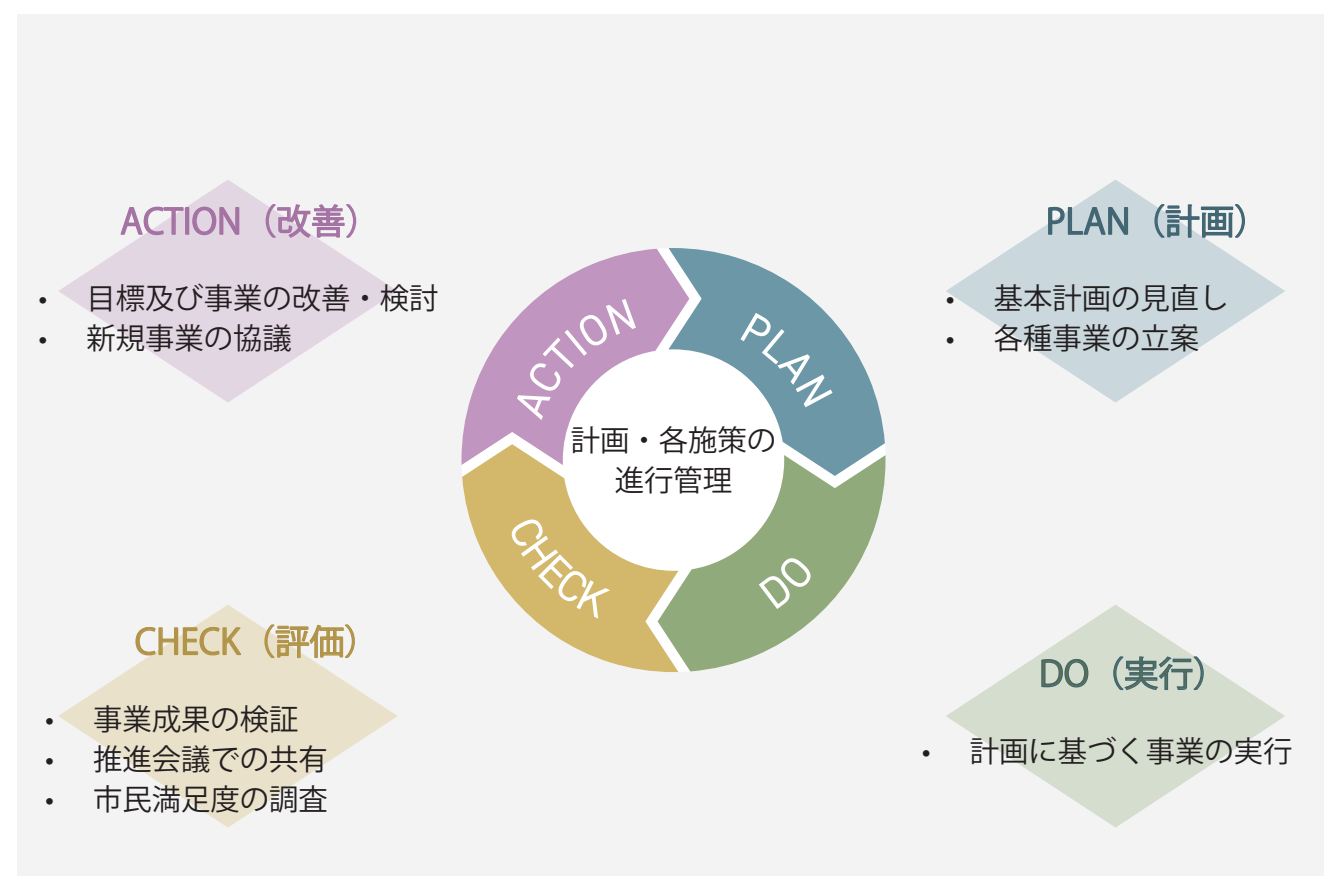 ACTION（改善）
• 目標及び事業の改善・検討
• 新規事業の協議
PLAN（計画）
• 基本計画の見直し
• 各種事業の立案
ACTION
PLAN
計画・各施策の
進行管理
CHECK
DO
CHECK（評価）
• 事業成果の検証
• 推進会議での共有
• 市民満足度の調査
DO（実行）
• 計画に基づく事業の実行